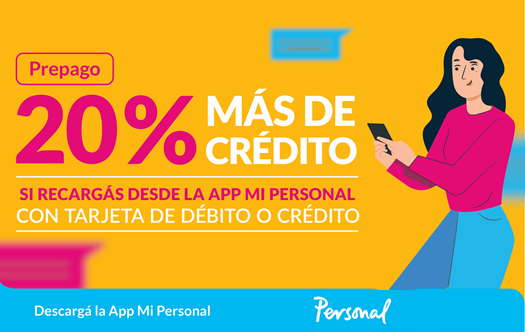 Prepago
20% MÁS DE
CRÉDITO
SI RECARGÁS DESDE LA APP MI PERSONAL
CON TARJETA DE DÉBITO O CRÉDITO
Descargá la App Mi Personal
Personal